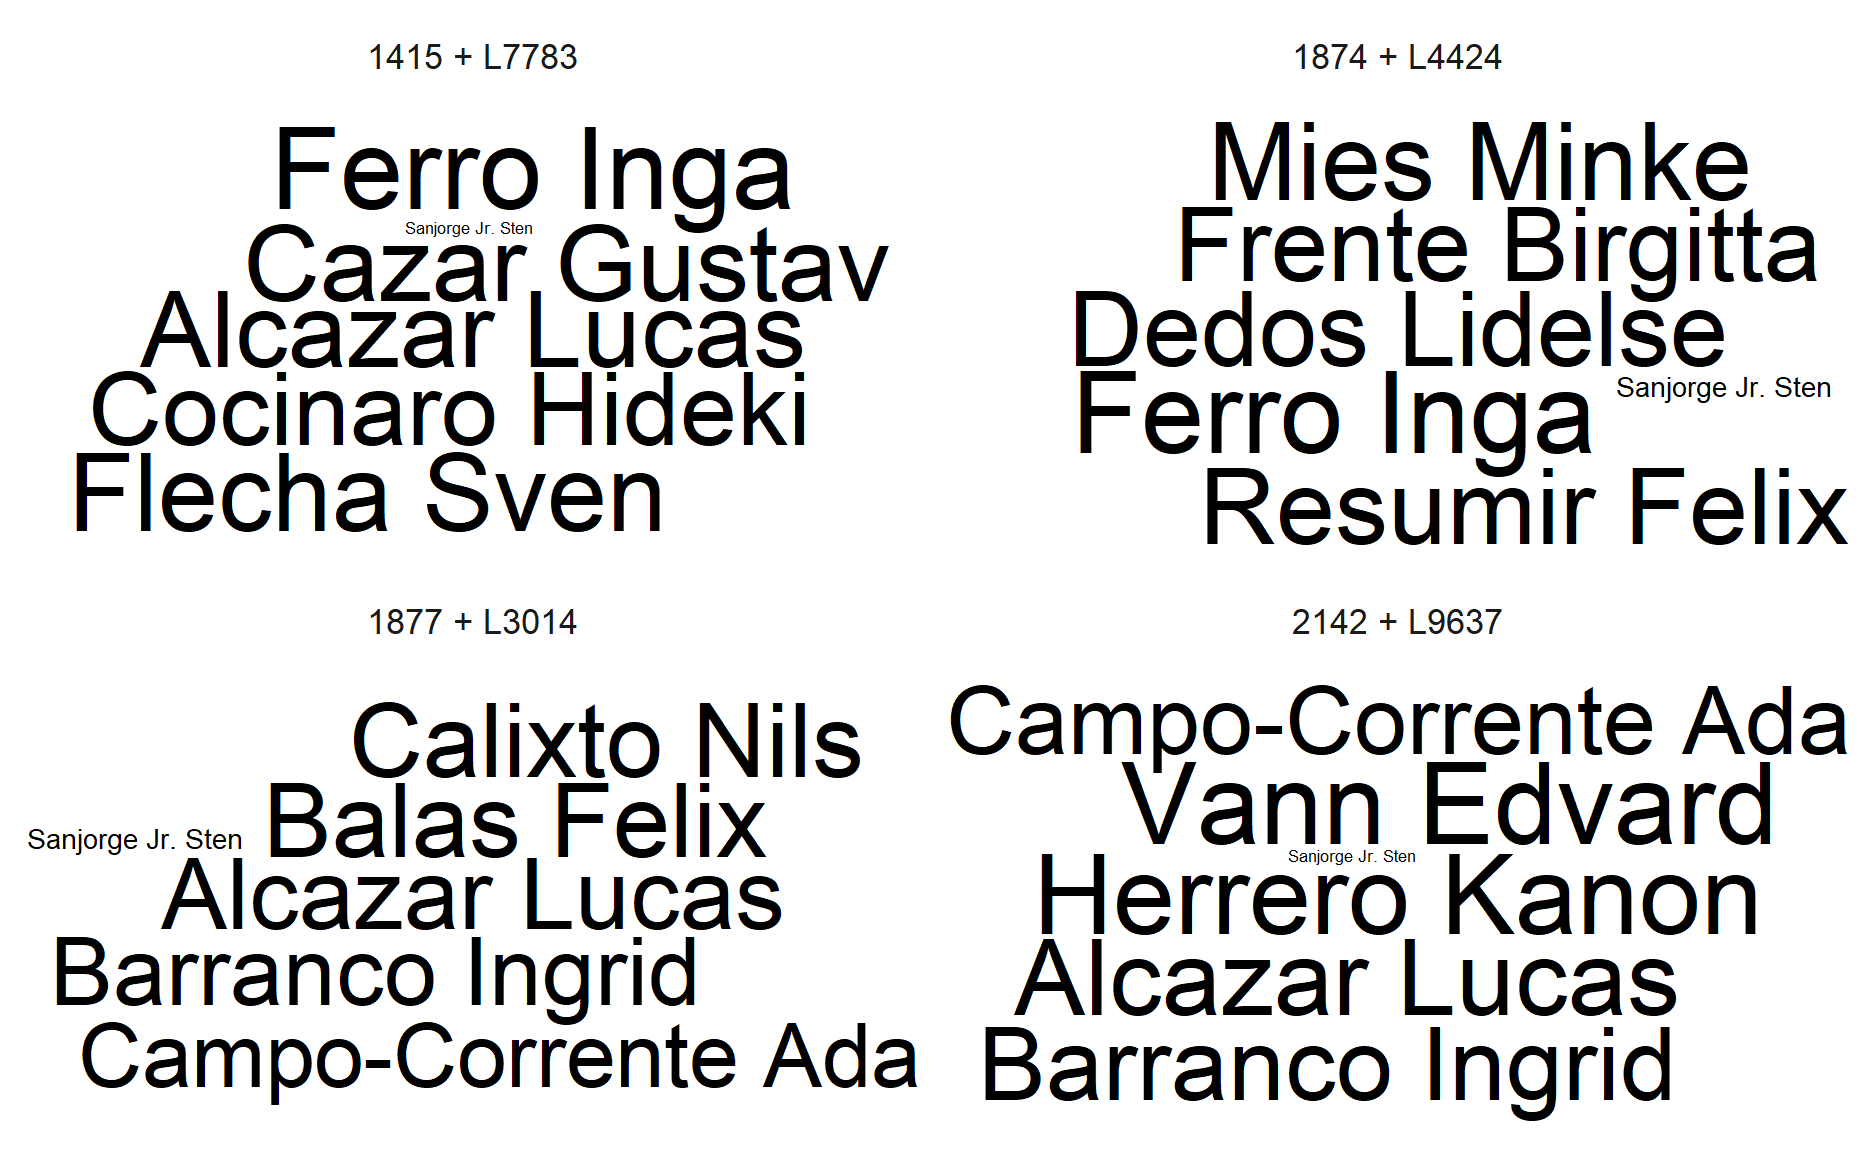 1415 + L7783
Ferro Inga
Sanjorge Jr. Sten
Cazar Gustav
Alcazar Lucas
Cocinaro Hideki
Flecha Sven
1874 + L4424
Mies Minke
Frente Birgitta
Dedos Lidelse
Ferro Inga
Sanjorge Jr. Sten
Resumir Felix
1877 + L3014
Calixto Nils
Balas Felix
Sanjorge Jr. Sten
Alcazar Lucas
Barranco Ingrid
Campo-Corrente Ada
2142 + L9637
Campo-Corrente Ada
Vann Edvard
Sanjorge Jr. Sten
Herrero Kanon
Alcazar Lucas
Barranco Ingrid